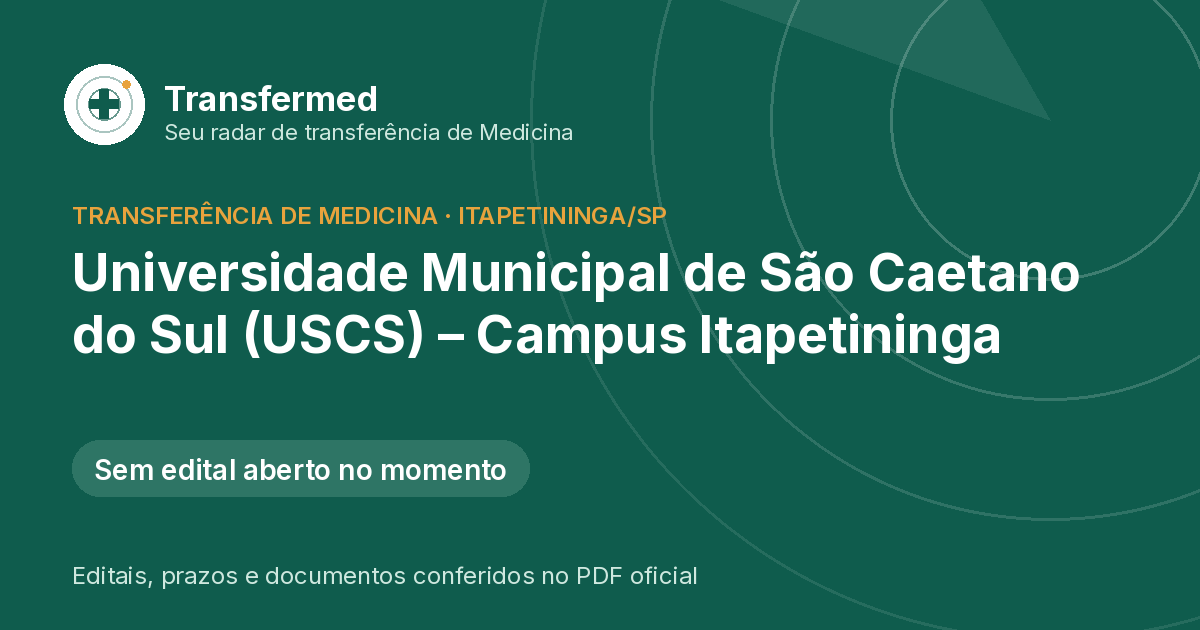 Transfermed
Seu radar de transferência de Medicina
TRANSFERÊNCIA DE MEDICINA · ITAPETININGA/SP
Universidade Municipal de São Caetano
do Sul (USCS) – Campus Itapetininga
Sem edital aberto no momento
Editais, prazos e documentos conferidos no PDF oficial